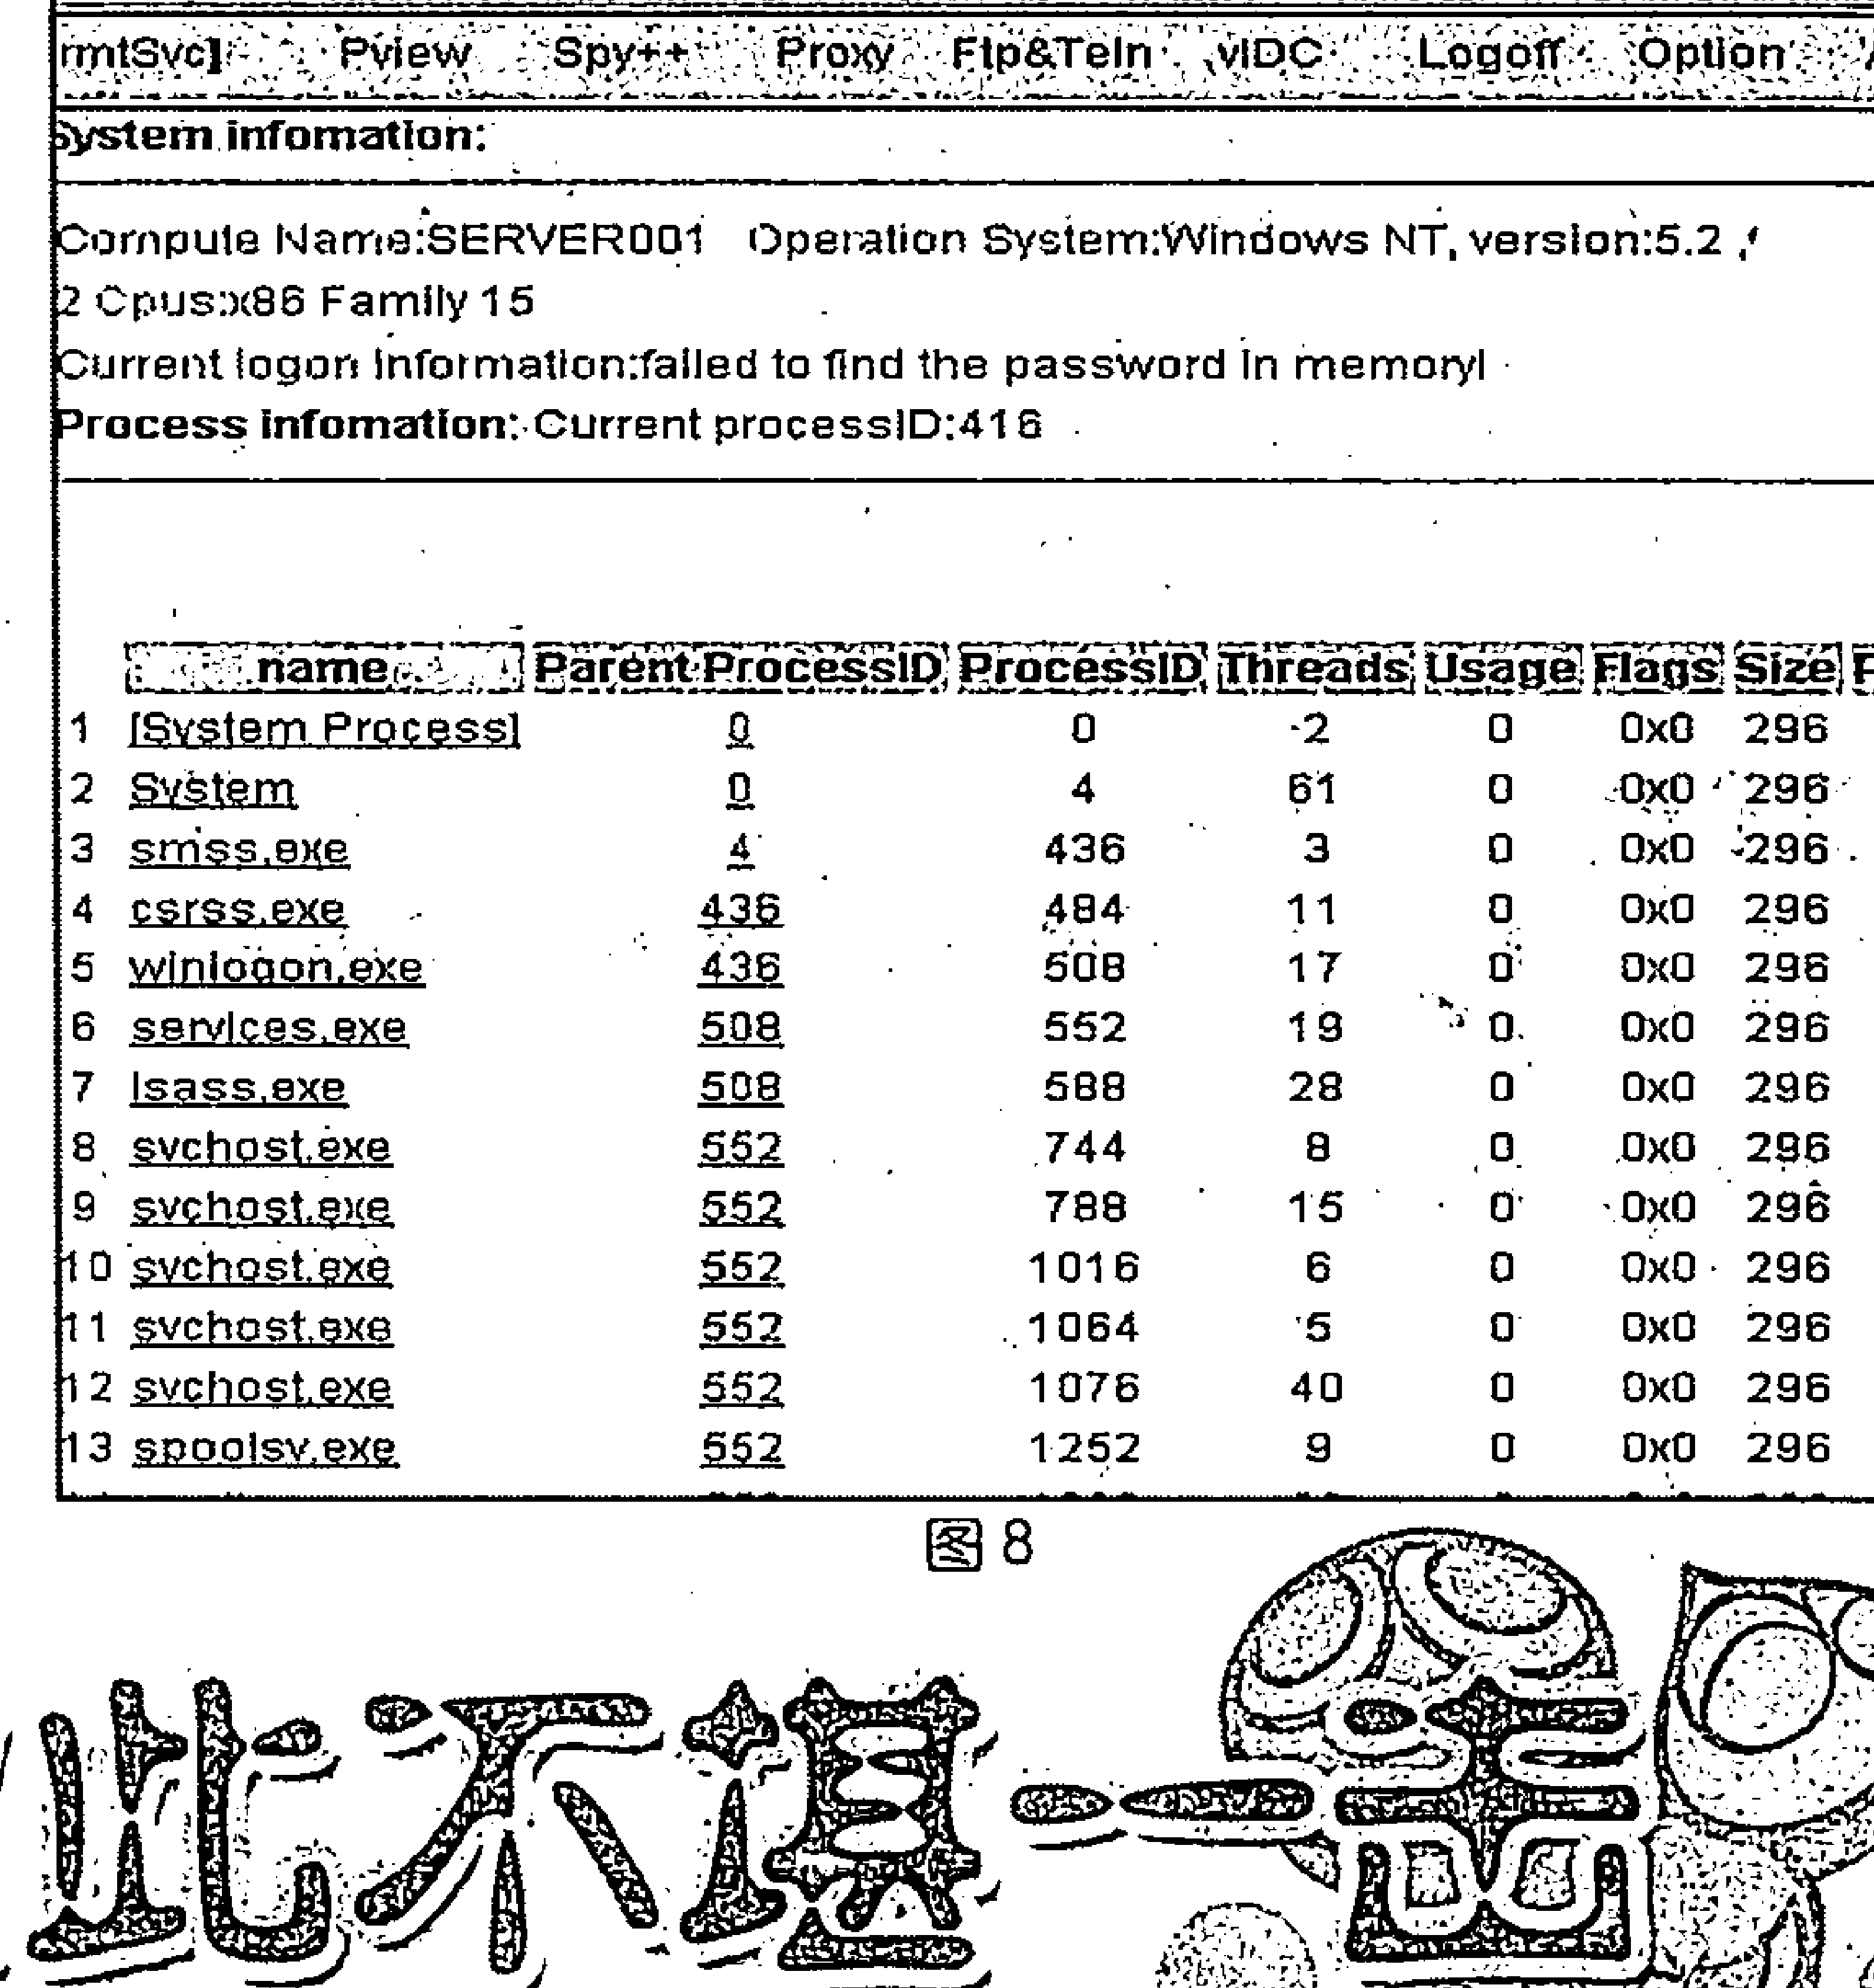 rmtSvc] Pview Spy++ Proxy Ftp&Teln vIDC Logoff Option
System infomation:
Compute Name:SERVER001 Operation System:Windows NT, version:5.2 ,
2 Cpus:x86 Family 15
Current logon Information:failed to find the password in memory!
Process infomation: Current processID:416
name Parent ProcessID ProcessID Threads Usage Flags Size
1 [System Process] 0 0 2 0 0x0 296
2 System 0 4 61 0 0x0 296
3 smss.exe 4 436 3 0 0x0 296
4 csrss.exe 436 484 11 0 0x0 296
5 winlogon.exe 436 508 17 0 0x0 296
6 services.exe 508 552 19 0 0x0 296
7 lsass.exe 508 588 28 0 0x0 296
8 svchost.exe 552 744 8 0 0x0 296
9 svchost.exe 552 788 15 0 0x0 296
10 svchost.exe 552 1016 6 0 0x0 296
11 svchost.exe 552 1064 5 0 0x0 296
12 svchost.exe 552 1076 40 0 0x0 296
13 spoolsv.exe 552 1252 9 0 0x0 296
图 8
此不堪一